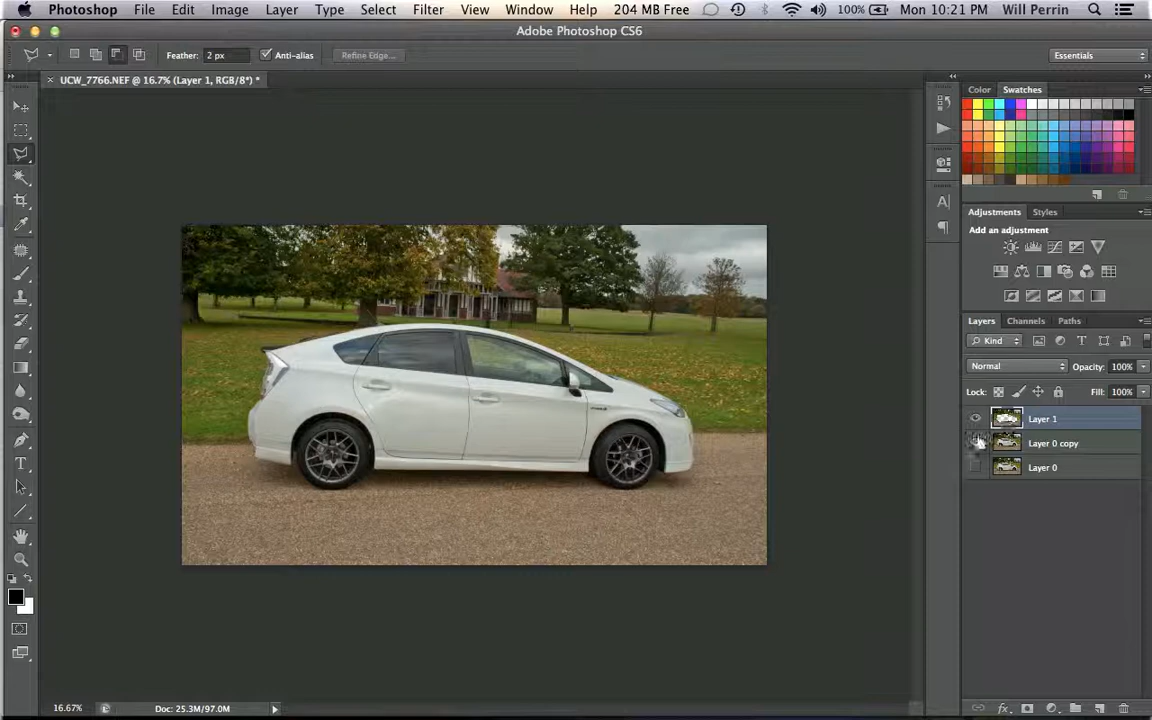 Photoshop File Edit Image Layer Type Select Filter View Window Help 204 MB Free 100% Mon 10:21 PM Will Perrin
Adobe Photoshop CS6
Feather: 2 px Anti-alias Refine Edge... Essentials
× UCW_7766.NEF @ 16.7% (Layer 1, RGB/8*) *
Color Swatches
Adjustments Styles
Add an adjustment
Layers Channels Paths
Kind
Normal Opacity: 100%
Lock: Fill: 100%
Layer 1
Layer 0 copy
Layer 0
16.67% Doc: 25.3M/97.0M